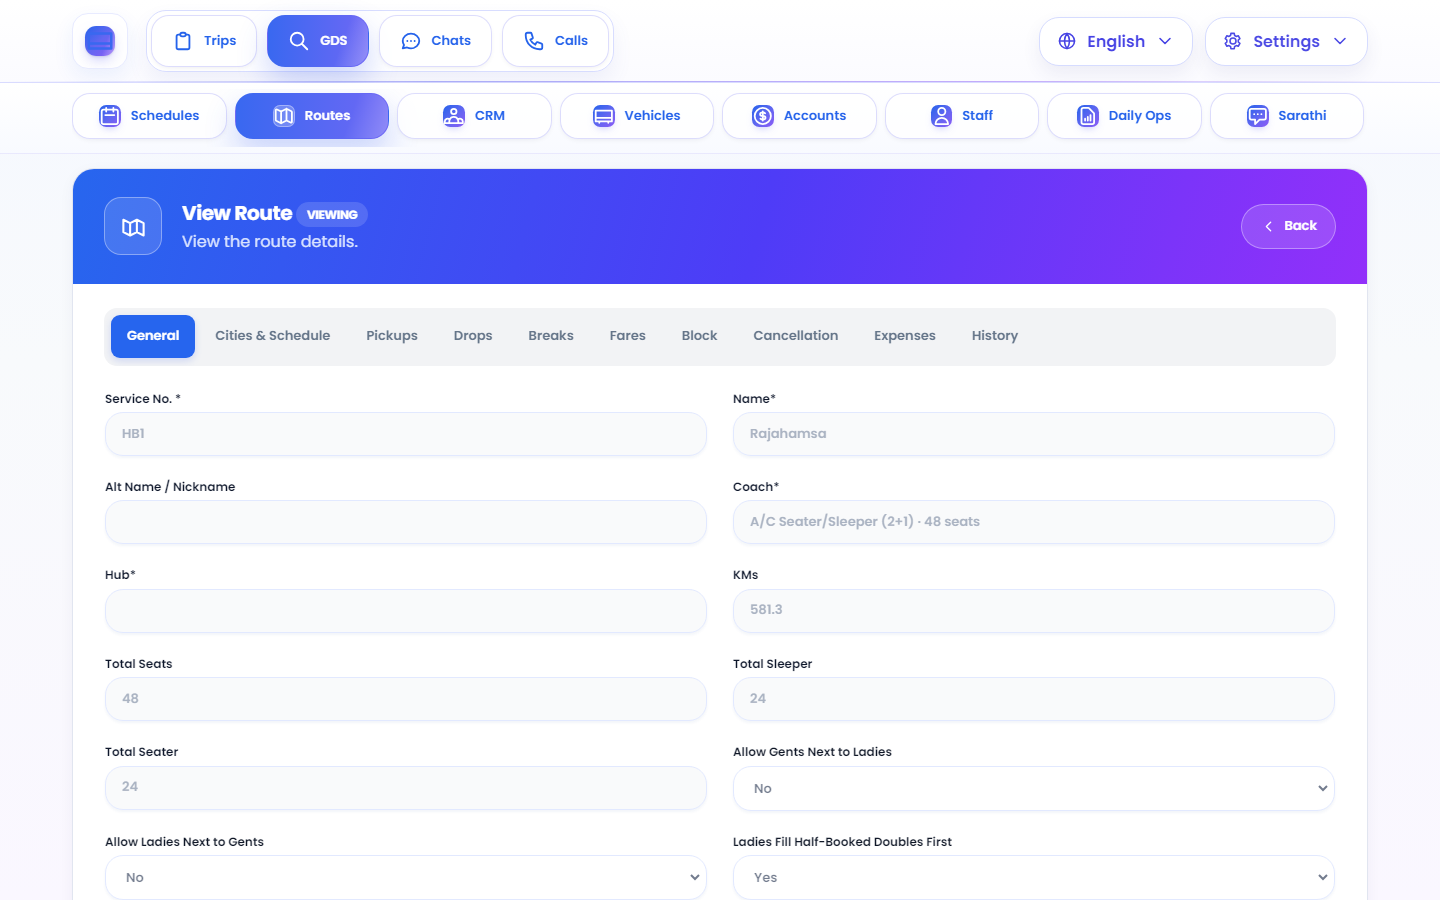 Trips
GDS
Chats
Calls
English
Settings
Schedules
Routes
CRM
Vehicles
Accounts
Staff
Daily Ops
Sarathi
View Route VIEWING
View the route details.
Back
General
Cities & Schedule
Pickups
Drops
Breaks
Fares
Block
Cancellation
Expenses
History
Service No. *
Name*
HB1
Rajahamsa
Alt Name / Nickname
Coach*
A/C Seater/Sleeper (2+1) · 48 seats
Hub*
KMs
581.3
Total Seats
Total Sleeper
48
24
Total Seater
Allow Gents Next to Ladies
24
No
Allow Ladies Next to Gents
Ladies Fill Half-Booked Doubles First
No
Yes